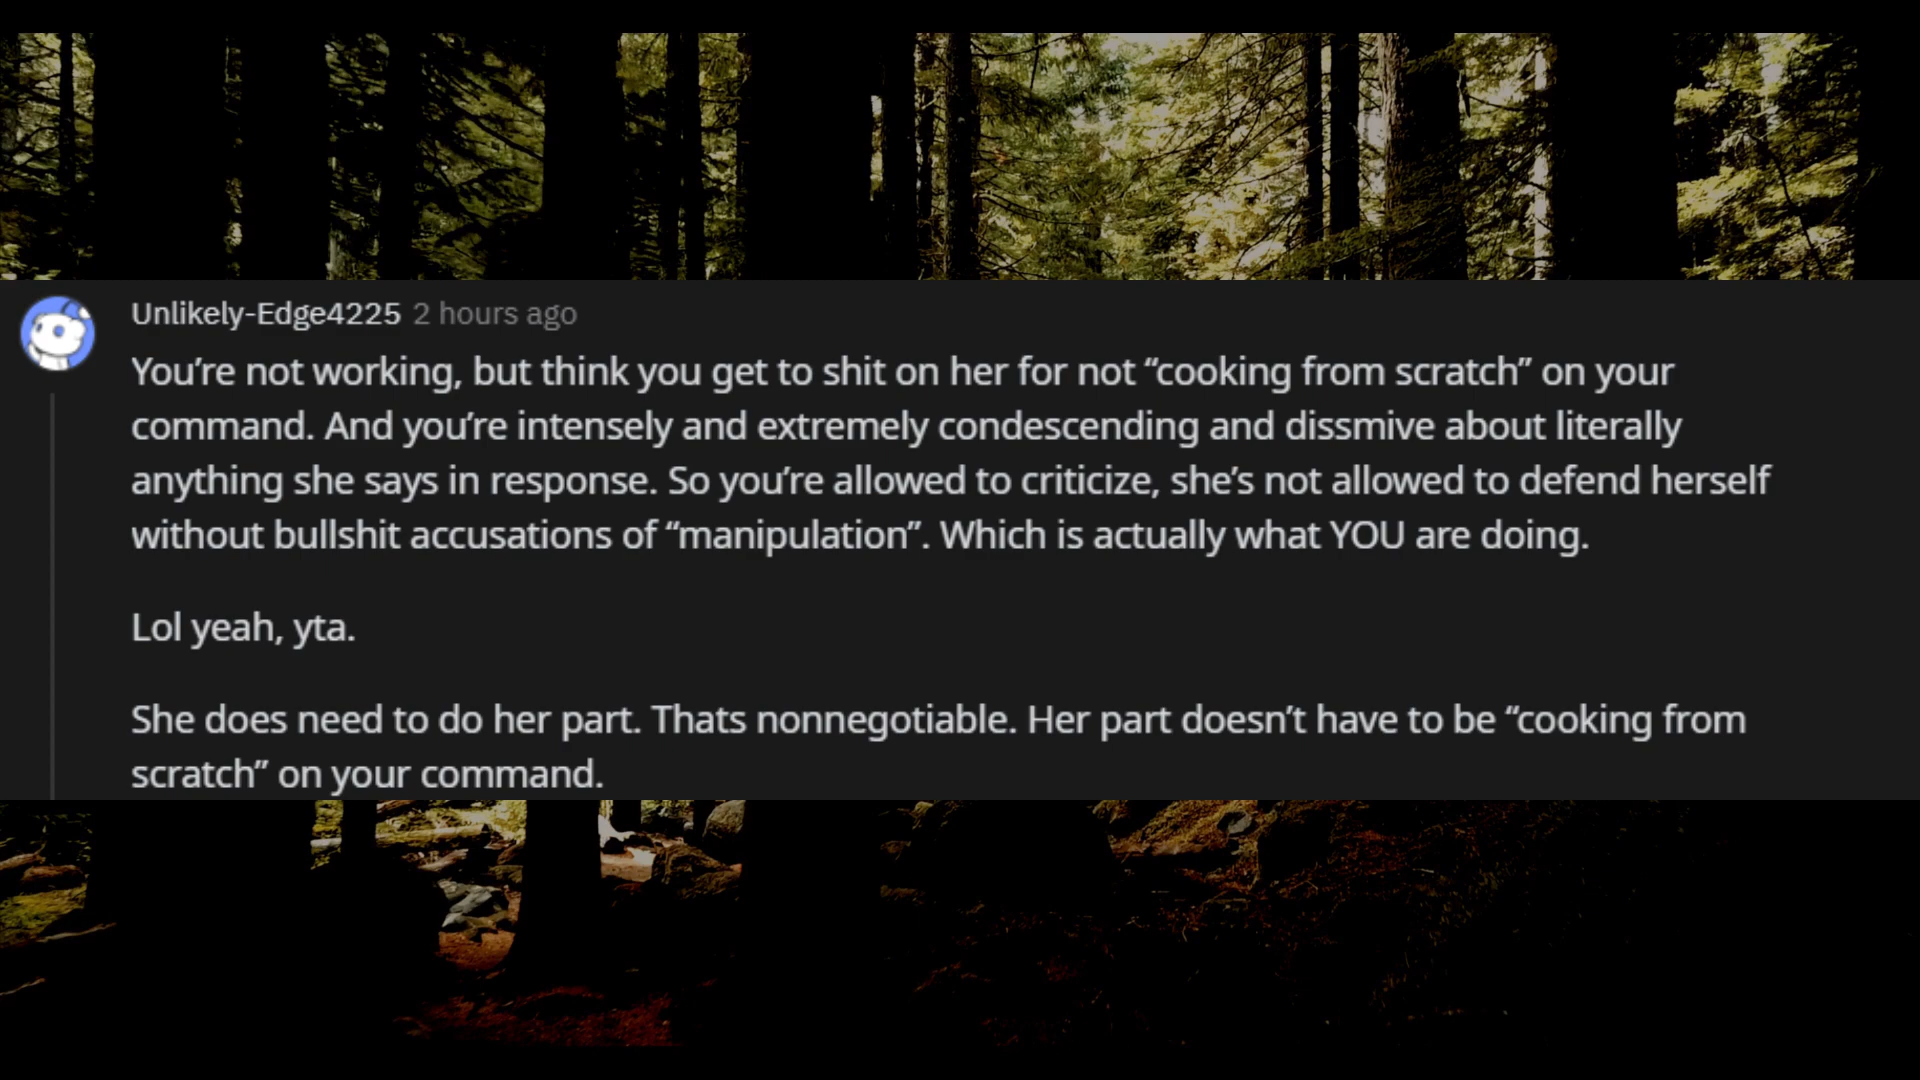 Unlikely-Edge4225 2 hours ago
You’re not working, but think you get to shit on her for not “cooking from scratch” on your
command. And you’re intensely and extremely condescending and dissmive about literally
anything she says in response. So you’re allowed to criticize, she’s not allowed to defend herself
without bullshit accusations of “manipulation”. Which is actually what YOU are doing.
Lol yeah, yta.
She does need to do her part. Thats nonnegotiable. Her part doesn’t have to be “cooking from
scratch” on your command.